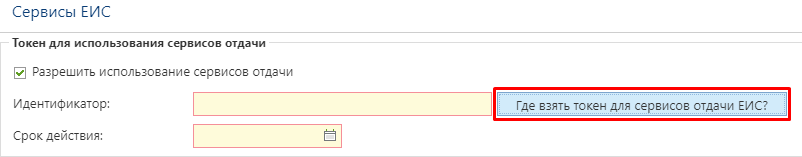 Сервисы ЕИС
Токен для использования сервисов отдачи
Разрешить использование сервисов отдачи
Идентификатор:
Где взять токен для сервисов отдачи ЕИС?
Срок действия: